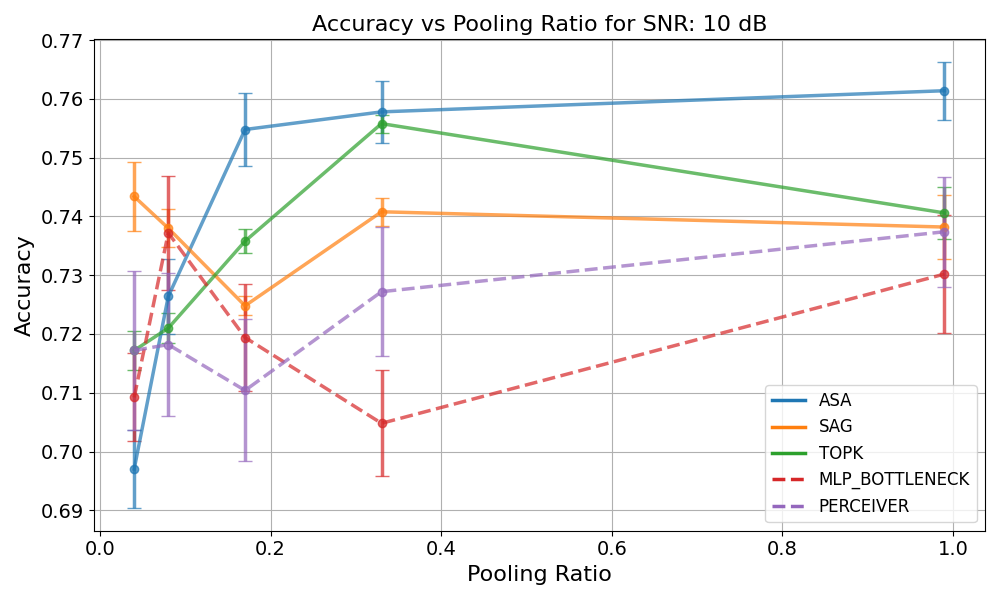 Accuracy vs Pooling Ratio for SNR: 10 dB
0.77
0.76
0.75
0.74
0.73
0.72
0.71
0.70
0.69
Accuracy
ASA
SAG
TOPK
MLP_BOTTLENECK
PERCEIVER
0.0 0.2 0.4 0.6 0.8 1.0
Pooling Ratio